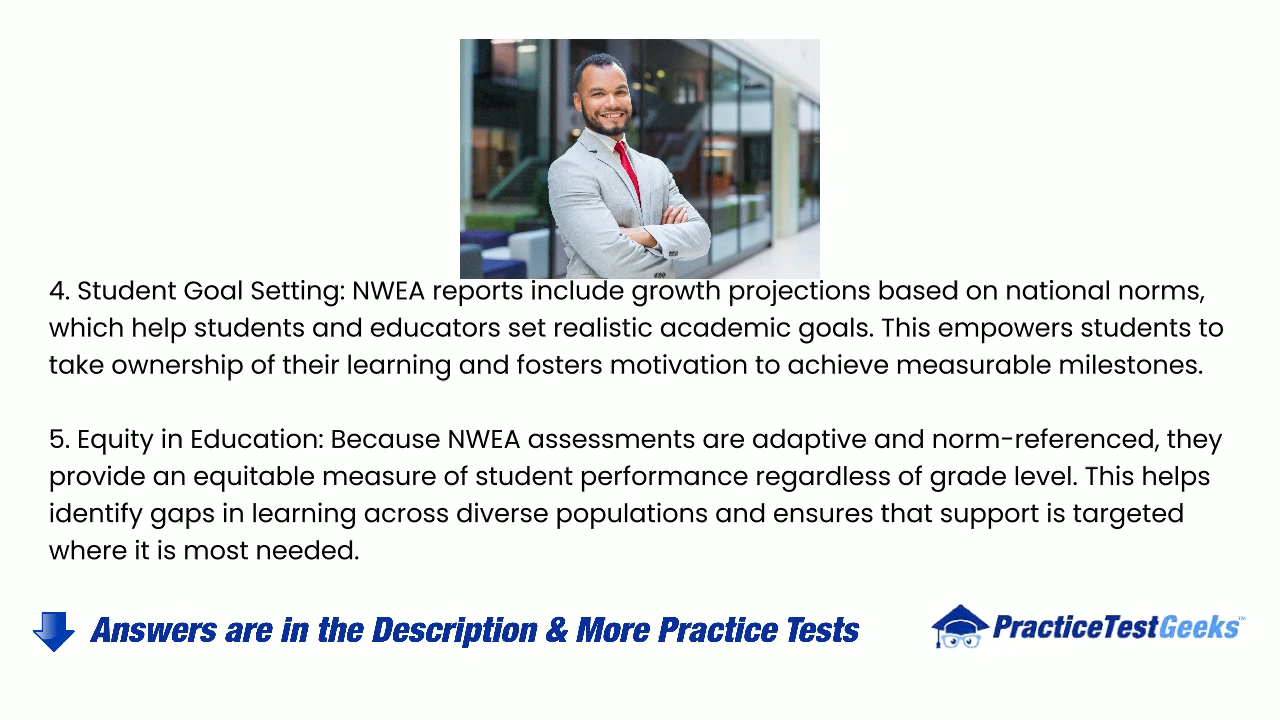 4. Student Goal Setting: NWEA reports include growth projections based on national norms,
which help students and educators set realistic academic goals. This empowers students to
take ownership of their learning and fosters motivation to achieve measurable milestones.
5. Equity in Education: Because NWEA assessments are adaptive and norm-referenced, they
provide an equitable measure of student performance regardless of grade level. This helps
identify gaps in learning across diverse populations and ensures that support is targeted
where it is most needed.
Answers are in the Description & More Practice Tests
PracticeTestGeeks™